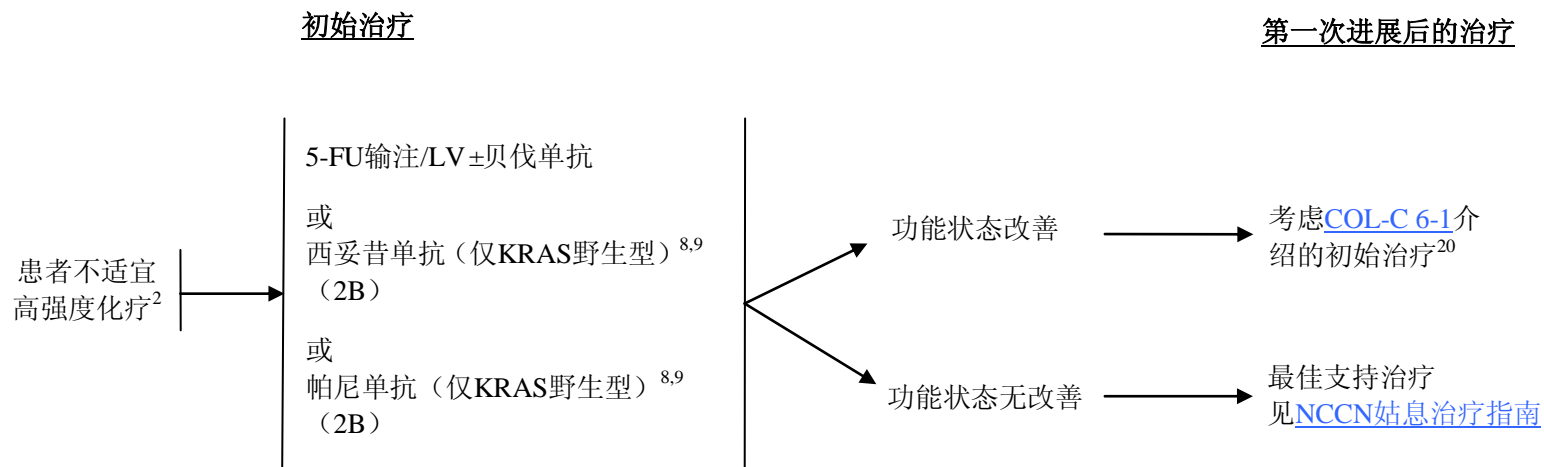 初始治疗
第一次进展后的治疗
患者不适宜
高强度化疗2
5-FU输注/LV±贝伐单抗
或
西妥昔单抗（仅KRAS野生型）8,9
（2B）
或
帕尼单抗（仅KRAS野生型）8,9
（2B）
功能状态改善
考虑COL-C 6-1介
绍的初始治疗20
功能状态无改善
最佳支持治疗
见NCCN姑息治疗指南